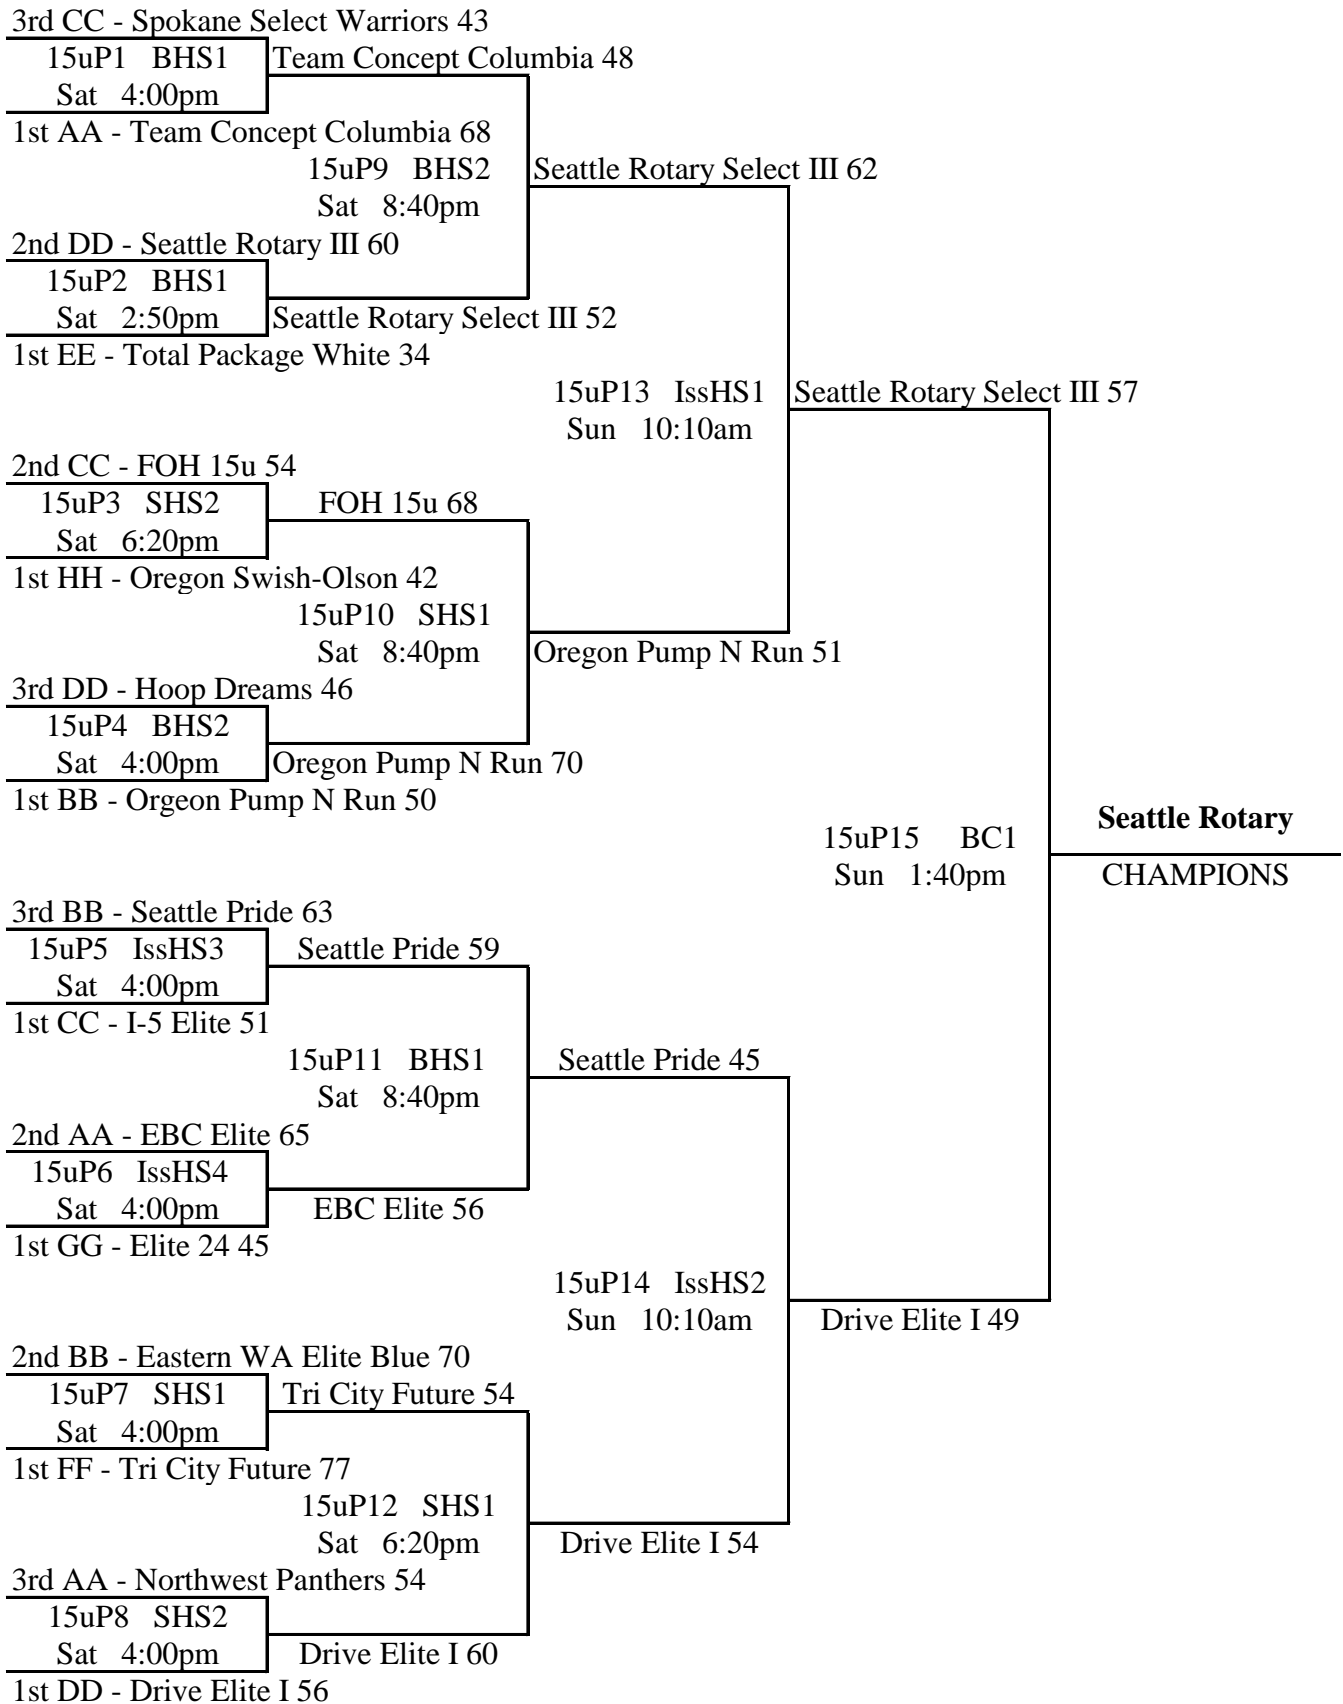 3rd CC - Spokane Select Warriors 43
15uP1 BHS1
Team Concept Columbia 48
Sat 4:00pm
1st AA - Team Concept Columbia 68
15uP9 BHS2
Seattle Rotary Select III 62
Sat 8:40pm
2nd DD - Seattle Rotary III 60
15uP2 BHS1
Sat 2:50pm
Seattle Rotary Select III 52
1st EE - Total Package White 34
15uP13 IssHS1
Seattle Rotary Select III 57
Sun 10:10am
2nd CC - FOH 15u 54
15uP3 SHS2
FOH 15u 68
Sat 6:20pm
1st HH - Oregon Swish-Olson 42
15uP10 SHS1
Sat 8:40pm
Oregon Pump N Run 51
3rd DD - Hoop Dreams 46
15uP4 BHS2
Sat 4:00pm
Oregon Pump N Run 70
1st BB - Orgeon Pump N Run 50
Seattle Rotary
15uP15 BC1
Sun 1:40pm
CHAMPIONS
3rd BB - Seattle Pride 63
15uP5 IssHS3
Seattle Pride 59
Sat 4:00pm
1st CC - I-5 Elite 51
15uP11 BHS1
Seattle Pride 45
Sat 8:40pm
2nd AA - EBC Elite 65
15uP6 IssHS4
Sat 4:00pm
EBC Elite 56
1st GG - Elite 24 45
15uP14 IssHS2
Sun 10:10am
Drive Elite I 49
2nd BB - Eastern WA Elite Blue 70
15uP7 SHS1
Tri City Future 54
Sat 4:00pm
1st FF - Tri City Future 77
15uP12 SHS1
Sat 6:20pm
Drive Elite I 54
3rd AA - Northwest Panthers 54
15uP8 SHS2
Sat 4:00pm
Drive Elite I 60
1st DD - Drive Elite I 56